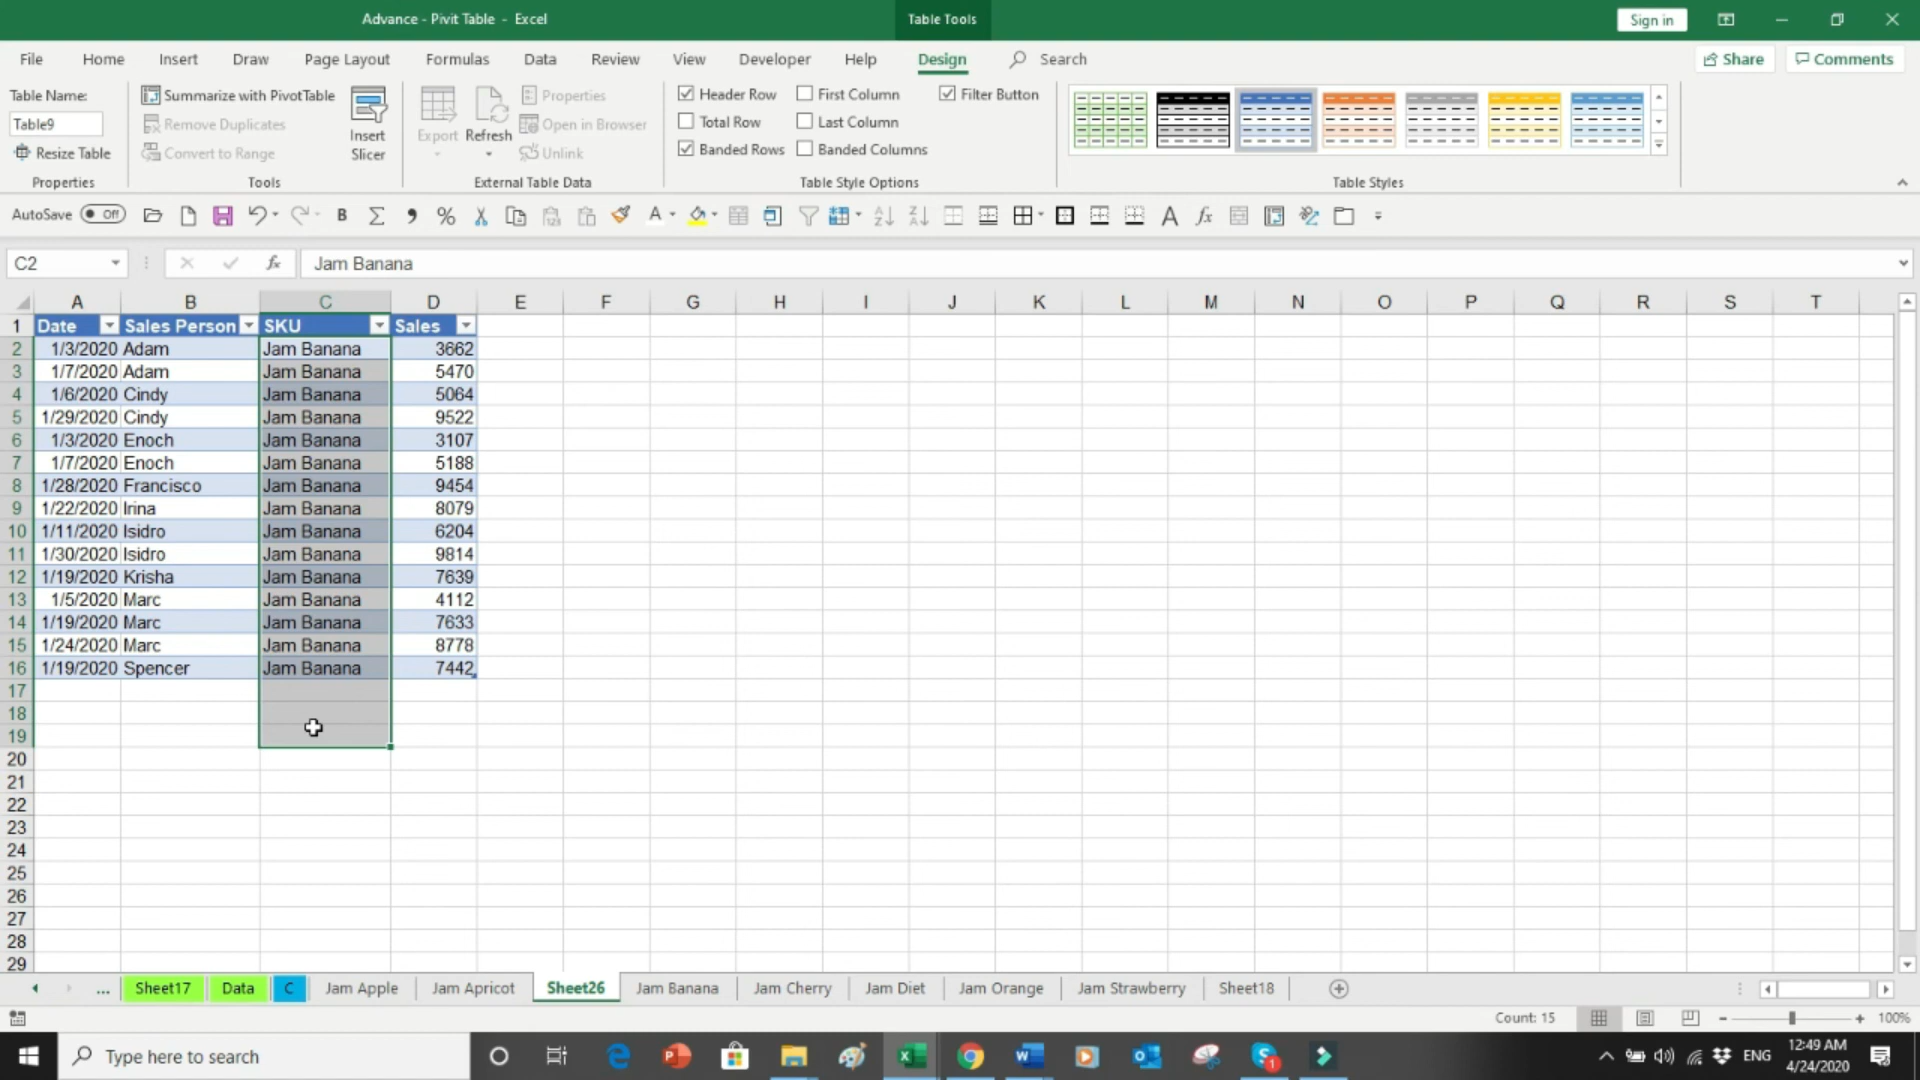 Advance - Pivit Table - Excel
Table Tools
Sign in
File Home Insert Draw Page Layout Formulas Data Review View Developer Help Design Search
Share Comments
Table Name:
Table9
Resize Table
Properties
Summarize with PivotTable
Remove Duplicates
Convert to Range
Tools
Insert
Slicer
Export Refresh
Properties
Open in Browser
Unlink
External Table Data
Header Row First Column Filter Button
Total Row Last Column
Banded Rows Banded Columns
Table Style Options
Table Styles
AutoSave Off
C2
fx
Jam Banana
A B C D E F G H I J K L M N O P Q R S T
1 Date Sales Person SKU Sales
2 1/3/2020 Adam Jam Banana 3662
3 1/7/2020 Adam Jam Banana 5470
4 1/6/2020 Cindy Jam Banana 5064
5 1/29/2020 Cindy Jam Banana 9522
6 1/3/2020 Enoch Jam Banana 3107
7 1/7/2020 Enoch Jam Banana 5188
8 1/28/2020 Francisco Jam Banana 9454
9 1/22/2020 Irina Jam Banana 8079
10 1/11/2020 Isidro Jam Banana 6204
11 1/30/2020 Isidro Jam Banana 9814
12 1/19/2020 Krisha Jam Banana 7639
13 1/5/2020 Marc Jam Banana 4112
14 1/19/2020 Marc Jam Banana 7633
15 1/24/2020 Marc Jam Banana 8778
16 1/19/2020 Spencer Jam Banana 7442
17
18
19
20
21
22
23
24
25
26
27
28
29
... Sheet17 Data C Jam Apple Jam Apricot Sheet26 Jam Banana Jam Cherry Jam Diet Jam Orange Jam Strawberry Sheet18
Count: 15
100%
Type here to search
ENG
12:49 AM
4/24/2020